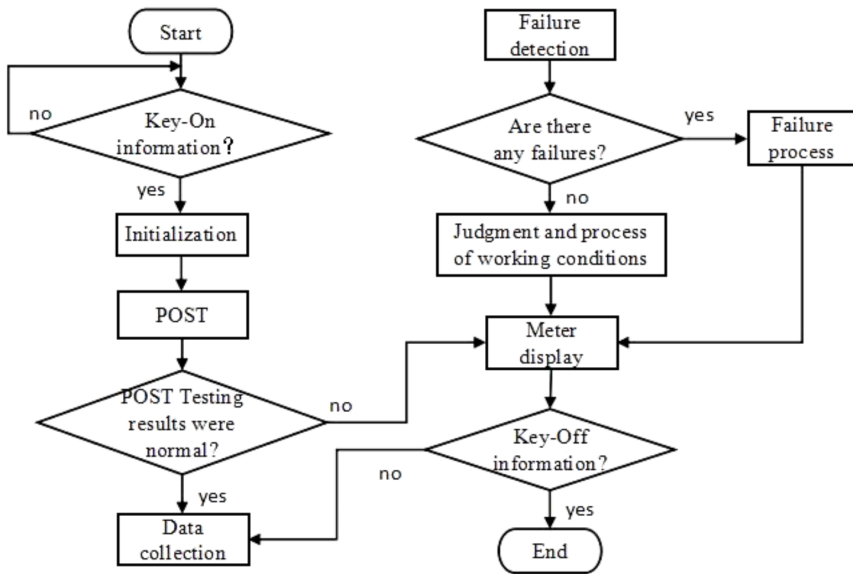 Start
no
Key-On
information?
yes
Initialization
POST
POST Testing
results were
normal?
no
yes
Data
collection
Failure
detection
Are there
any failures?
yes
Failure
process
no
Judgment and process
of working conditions
Meter
display
Key-Off
information?
no
yes
End